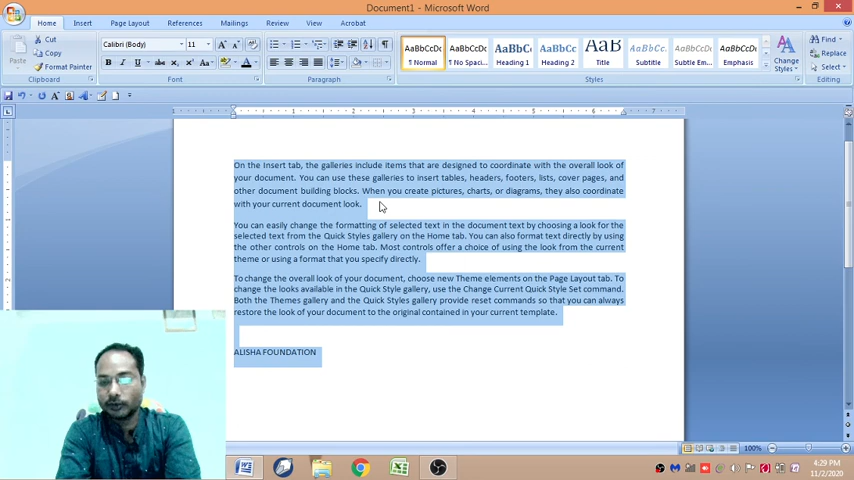 Document1 - Microsoft Word
Home Insert Page Layout References Mailings Review View Acrobat
Cut
Copy
Format Painter
Paste
Clipboard
Calibri (Body) 11
Font
Paragraph
AaBbCcDc AaBbCcDc AaBbCc AaBbCc AaB AaBbCc. AaBbCcDc AaBbCcDc
¶ Normal ¶ No Spaci... Heading 1 Heading 2 Title Subtitle Subtle Em... Emphasis
Change
Styles
Styles
Find
Replace
Select
Editing
1 1 2 3 4 5 6 7
On the Insert tab, the galleries include items that are designed to coordinate with the overall look of
your document. You can use these galleries to insert tables, headers, footers, lists, cover pages, and
other document building blocks. When you create pictures, charts, or diagrams, they also coordinate
with your current document look.
You can easily change the formatting of selected text in the document text by choosing a look for the
selected text from the Quick Styles gallery on the Home tab. You can also format text directly by using
the other controls on the Home tab. Most controls offer a choice of using the look from the current
theme or using a format that you specify directly.
To change the overall look of your document, choose new Themu elements on the Page Layout tab. To
change the looks available in the Quick Style gallery, use the Change Current Quick Style Set command.
Both the Themes gallery and the Quick Styles gallery provide reset commands so that you can always
restore the look of your document to the original contained in your current template.
ALISHA FOUNDATION
100%
4:29 PM
11/2/2020